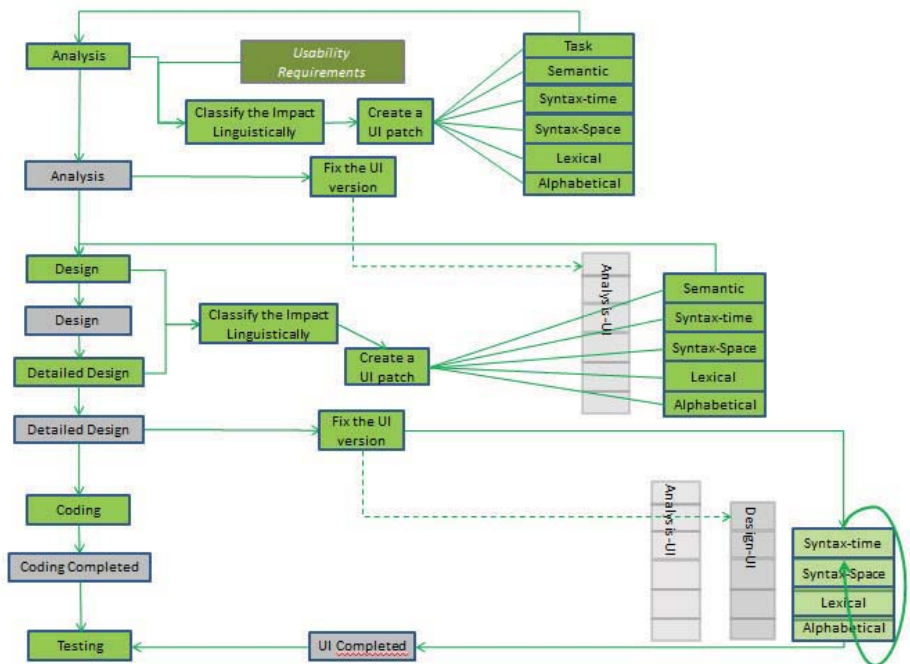 Task
Analysis
Usability
Requirements
Semantic
Classify the Impact
Linguistically
Create a
UI patch
Syntax-time
Syntax-Space
Lexical
Alphabetical
Analysis
Fix the UI
version
Analysis-UI
Design
Semantic
Design
Classify the Impact
Linguistically
Syntax-time
Syntax-Space
Detailed Design
Create a
UI patch
Lexical
Alphabetical
Detailed Design
Fix the UI
version
Analysis-UI
Design-UI
Coding
Syntax-time
Coding Completed
Syntax-Space
Lexical
Alphabetical
Testing
UI Completed